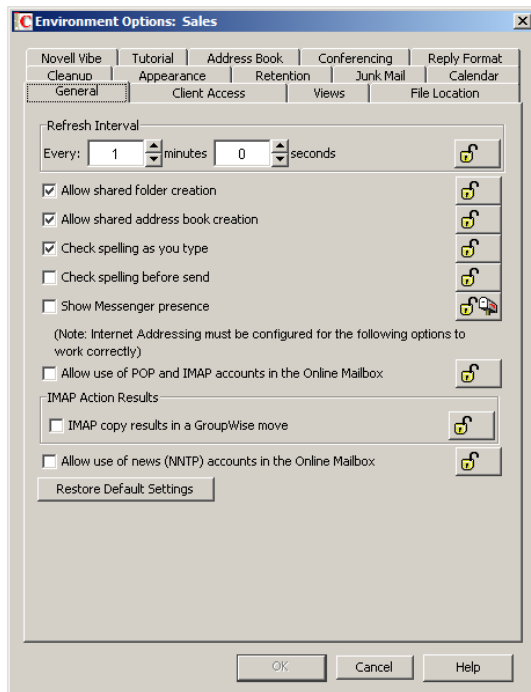 Environment Options: Sales
Novell Vibe Tutorial Address Book Conferencing Reply Format
Cleanup Appearance Retention Junk Mail Calendar
General Client Access Views File Location
Refresh Interval
Every: 1 minutes 0 seconds
Allow shared folder creation
Allow shared address book creation
Check spelling as you type
Check spelling before send
Show Messenger presence
(Note: Internet Addressing must be configured for the following options to
work correctly)
Allow use of POP and IMAP accounts in the Online Mailbox
IMAP Action Results
IMAP copy results in a GroupWise move
Allow use of news (NNTP) accounts in the Online Mailbox
Restore Default Settings
OK Cancel Help